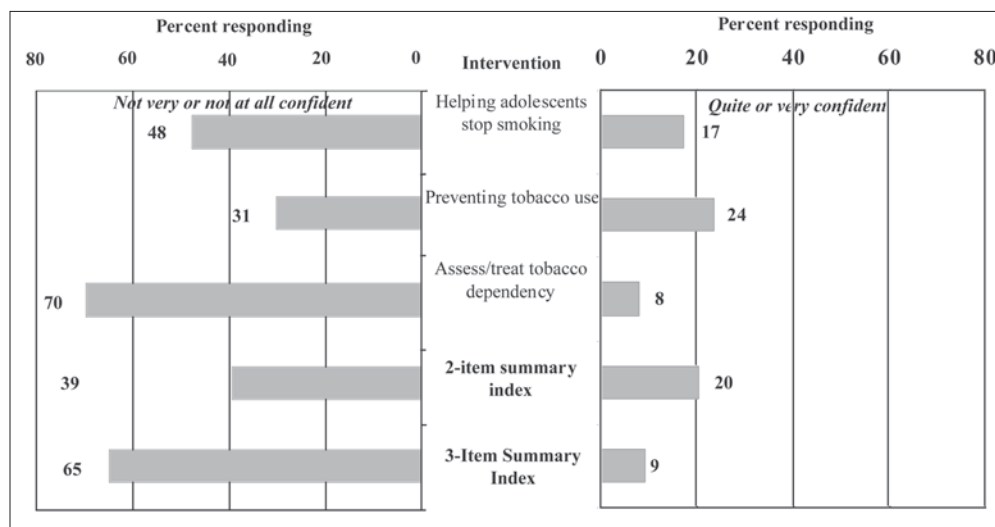 Percent responding
Percent responding
80 60 40 20 0
Intervention
0 20 40 60 80
Not very or not at all confident
Helping adolescents
stop smoking
Quite or very confident
48
17
Preventing tobacco use
31
24
Assess/treat tobacco
dependency
70
8
2-item summary
index
39
20
3-Item Summary
Index
65
9